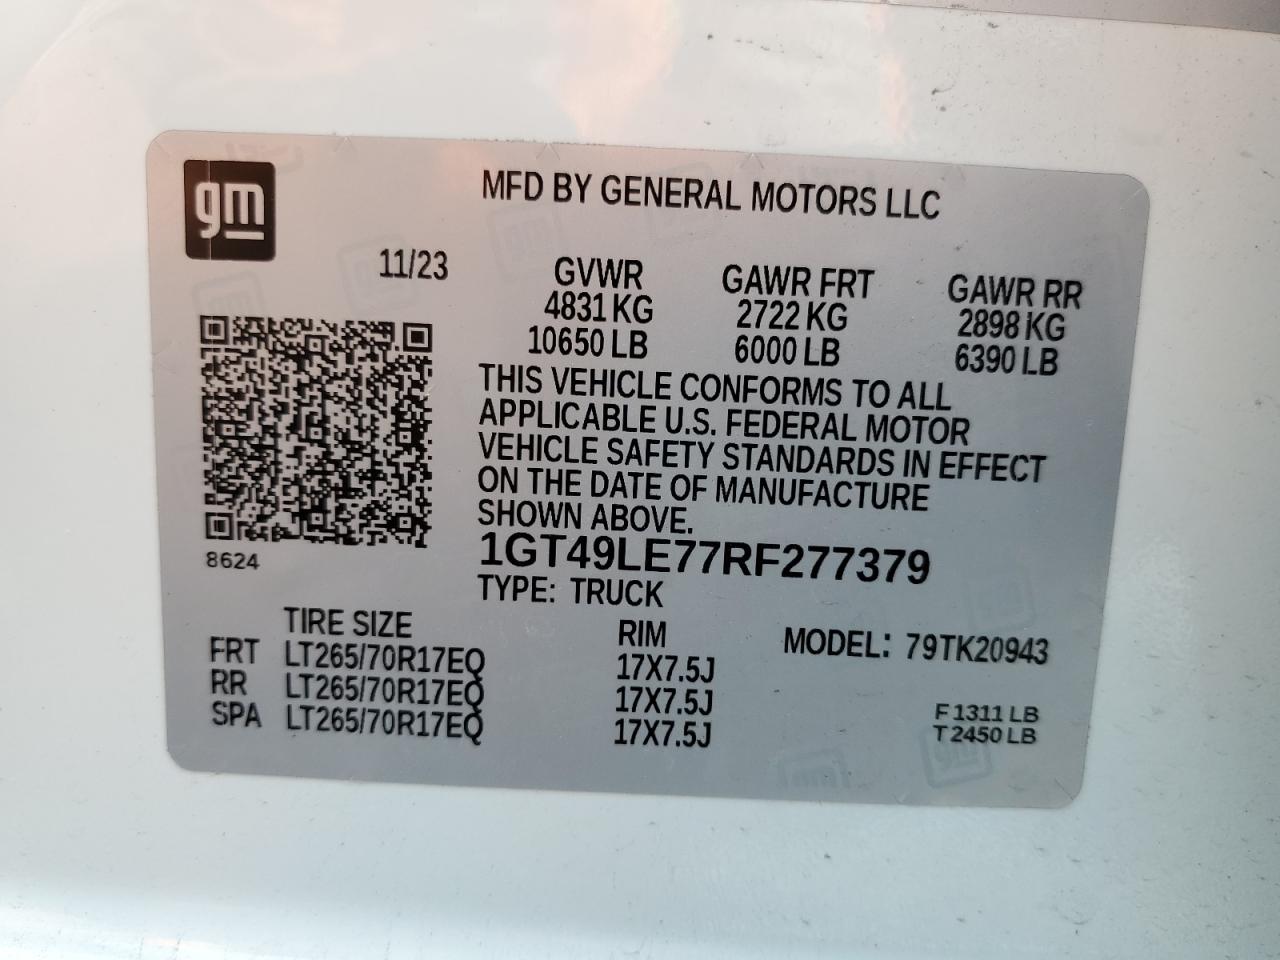 gm
MFD BY GENERAL MOTORS LLC
11/23
GVWR GAWR FRT GAWR RR
4831 KG 2722 KG 2898 KG
10650 LB 6000 LB 6390 LB
THIS VEHICLE CONFORMS TO ALL
APPLICABLE U.S. FEDERAL MOTOR
VEHICLE SAFETY STANDARDS IN EFFECT
ON THE DATE OF MANUFACTURE
SHOWN ABOVE.
8624
1GT49LE77RF277379
TYPE: TRUCK
TIRE SIZE RIM MODEL: 79TK20943
FRT LT265/70R17EQ 17X7.5J
RR LT265/70R17EQ 17X7.5J
SPA LT265/70R17EQ 17X7.5J
F 1311 LB
T 2450 LB